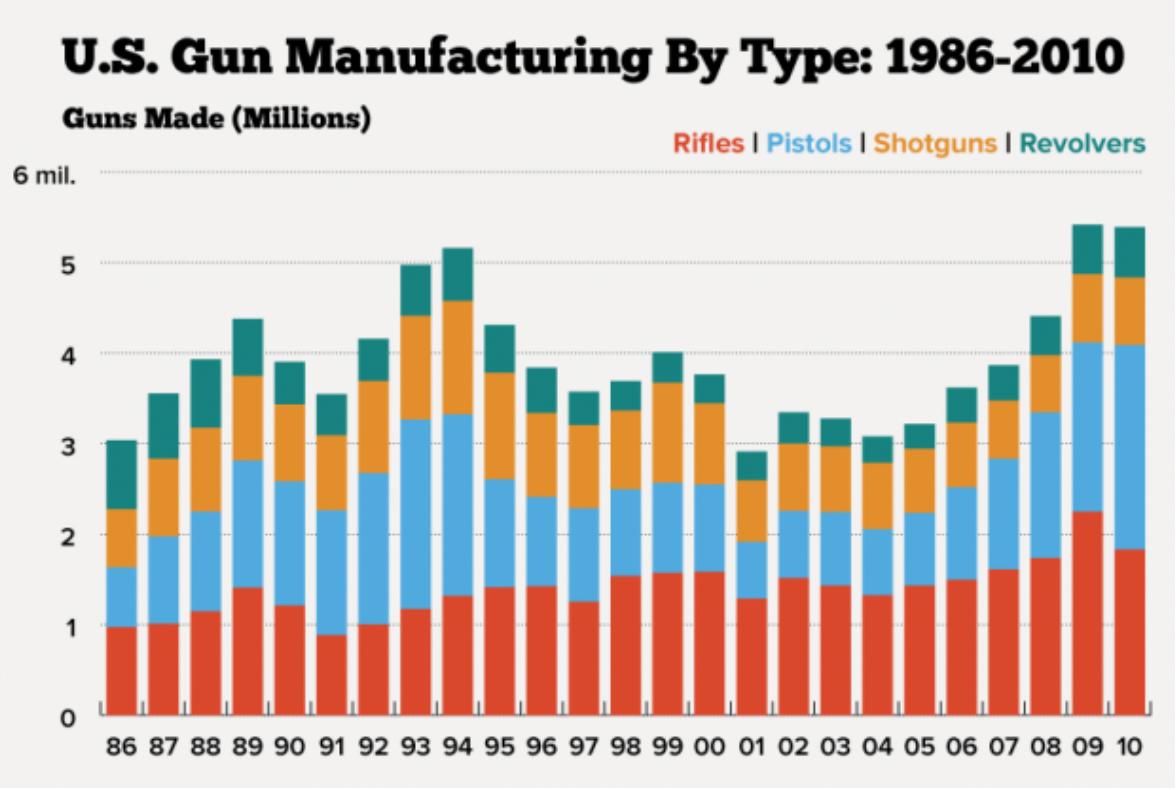 U.S. Gun Manufacturing By Type: 1986-2010
Guns Made (Millions)
Rifles | Pistols | Shotguns | Revolvers
6 mil.
5
4
3
2
1
0
86 87 88 89 90 91 92 93 94 95 96 97 98 99 00 01 02 03 04 05 06 07 08 09 10